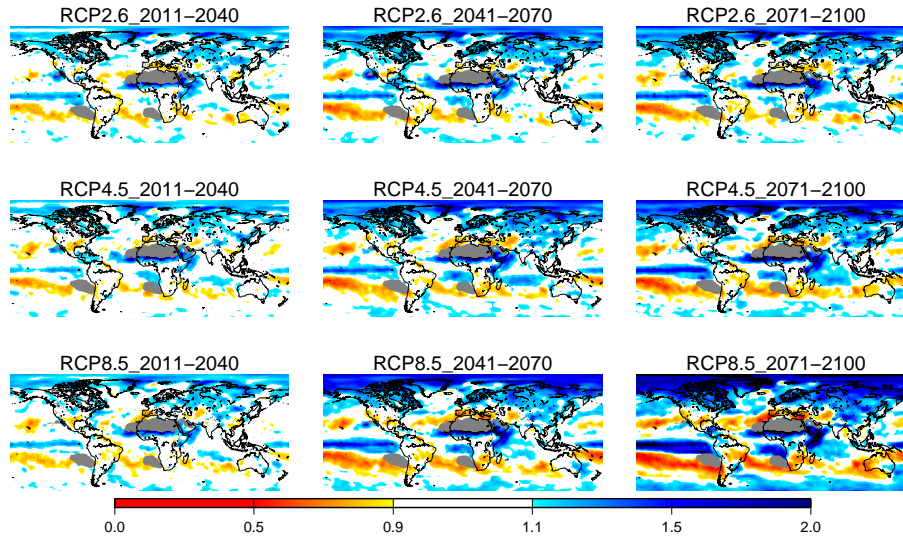 RCP2.6_2011−2040
RCP2.6_2041−2070
RCP2.6_2071−2100
RCP4.5_2011−2040
RCP4.5_2041−2070
RCP4.5_2071−2100
RCP8.5_2011−2040
RCP8.5_2041−2070
RCP8.5_2071−2100
0.0 0.5 0.9 1.1 1.5 2.0